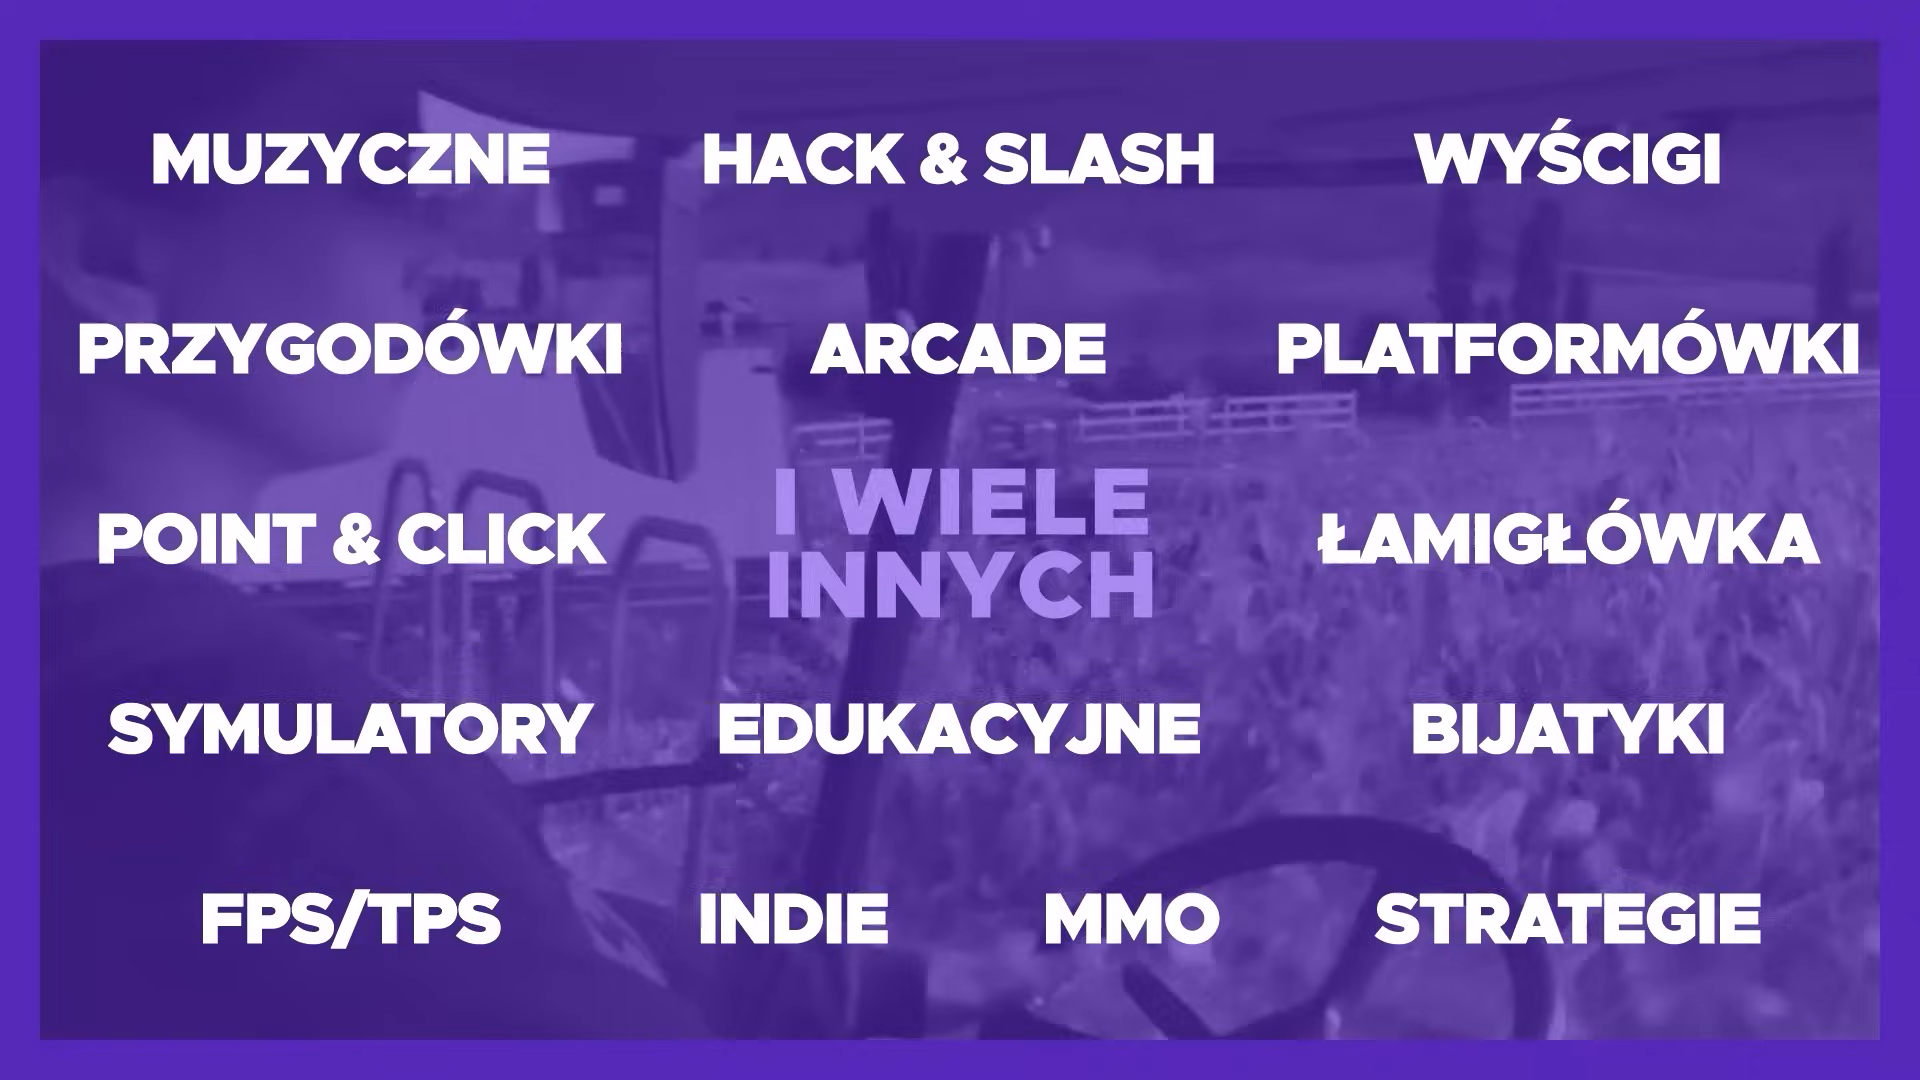 MUZYCZNE
HACK & SLASH
WYŚCIGI
PRZYGODÓWKI
ARCADE
PLATFORMÓWKI
POINT & CLICK
I WIELE
INNYCH
ŁAMIGŁÓWKA
SYMULATORY
EDUKACYJNE
BIJATYKI
FPS/TPS
INDIE
MMO
STRATEGIE